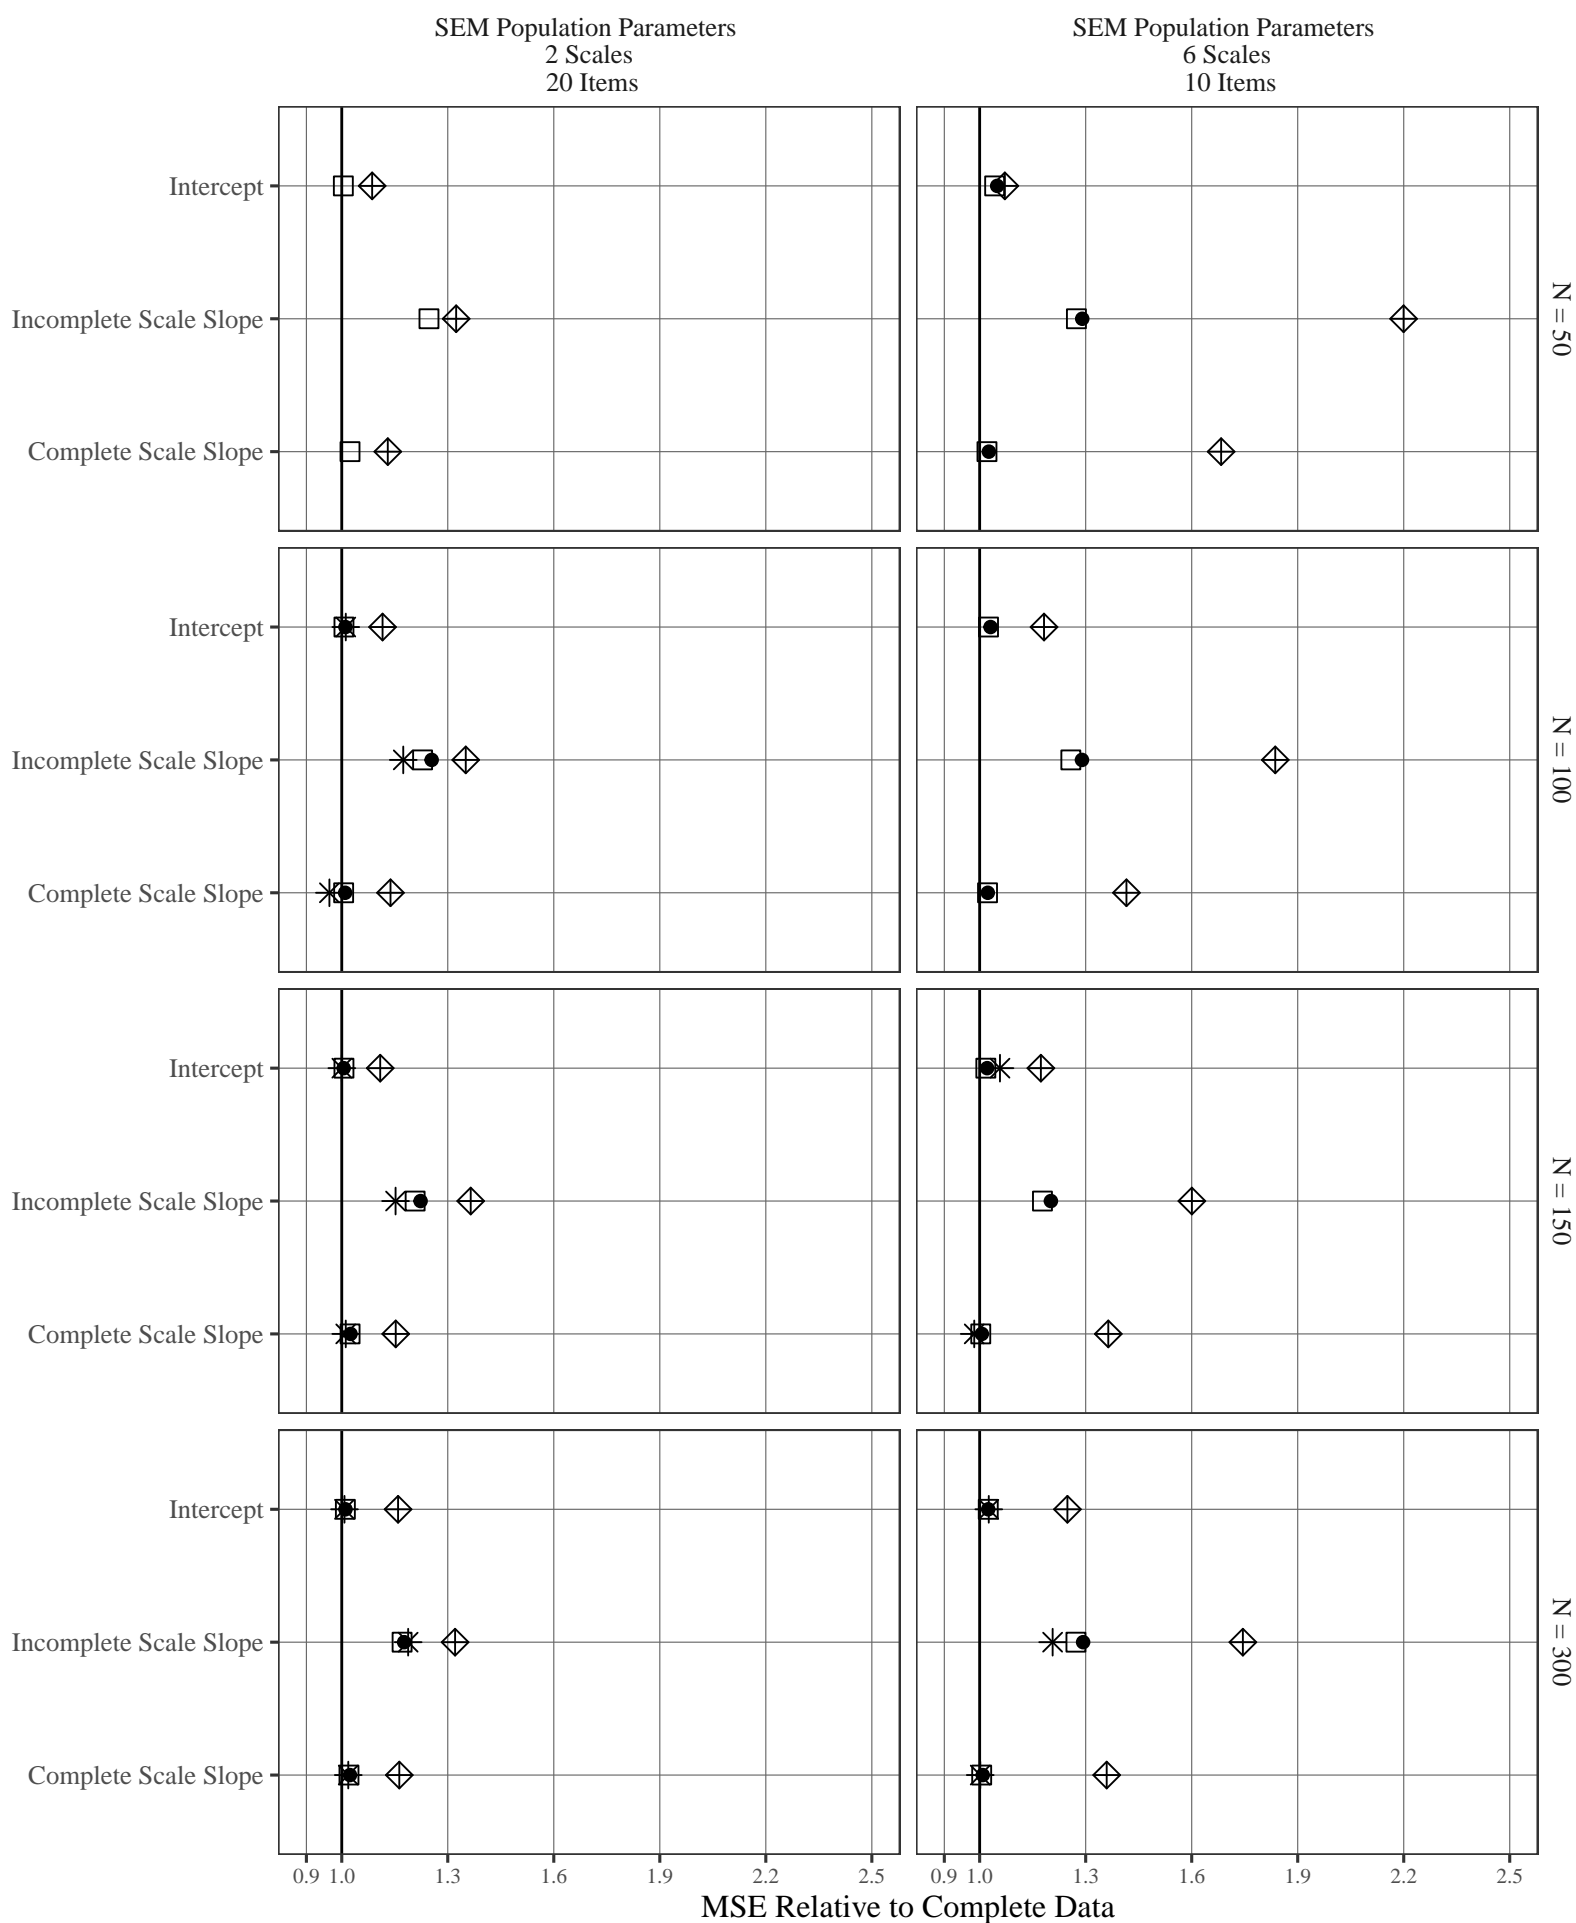 SEM Population Parameters
2 Scales
20 Items
SEM Population Parameters
6 Scales
10 Items
Intercept
Incomplete Scale Slope
Complete Scale Slope
N = 50
Intercept
Incomplete Scale Slope
Complete Scale Slope
N = 100
Intercept
Incomplete Scale Slope
Complete Scale Slope
N = 150
Intercept
Incomplete Scale Slope
Complete Scale Slope
N = 300
0.9 1.0 1.3 1.6 1.9 2.2 2.5
0.9 1.0 1.3 1.6 1.9 2.2 2.5
MSE Relative to Complete Data